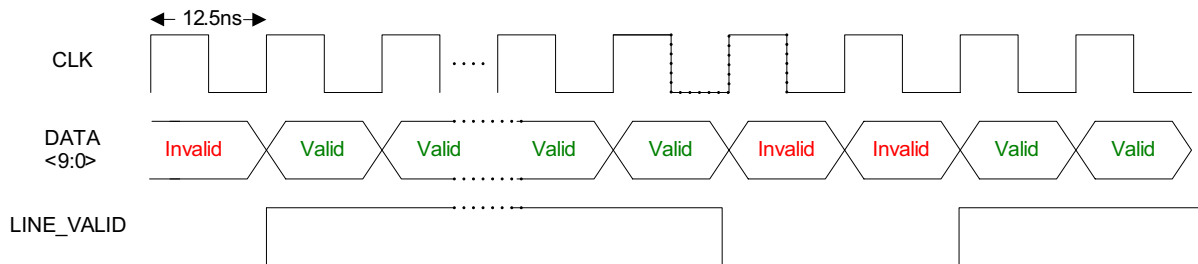 12.5ns
CLK
DATA
<9:0>
Invalid Valid Valid Valid Valid Invalid Invalid Valid Valid
LINE_VALID